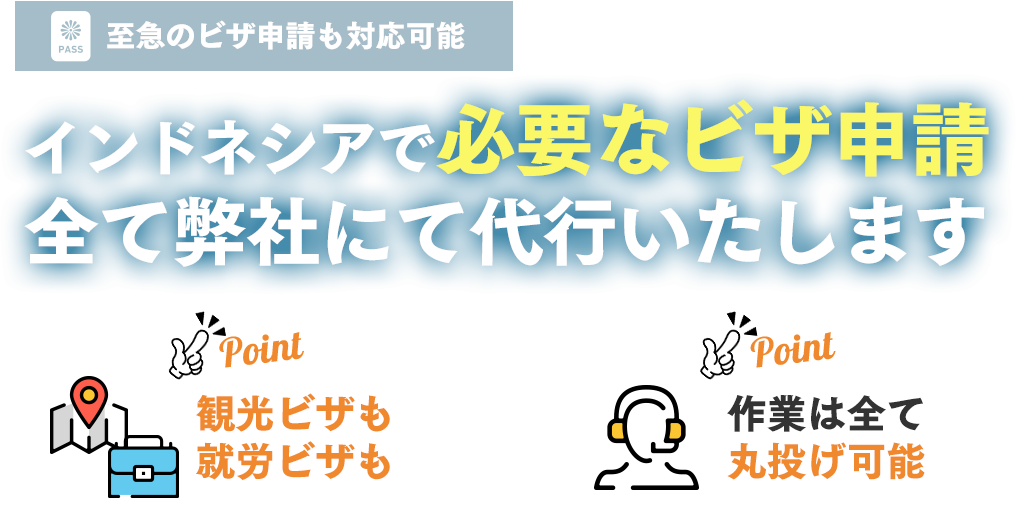 PASS
至急のビザ申請も対応可能
インドネシアで必要なビザ申請
全て弊社にて代行いたします
Point
観光ビザも
就労ビザも
Point
作業は全て
丸投げ可能